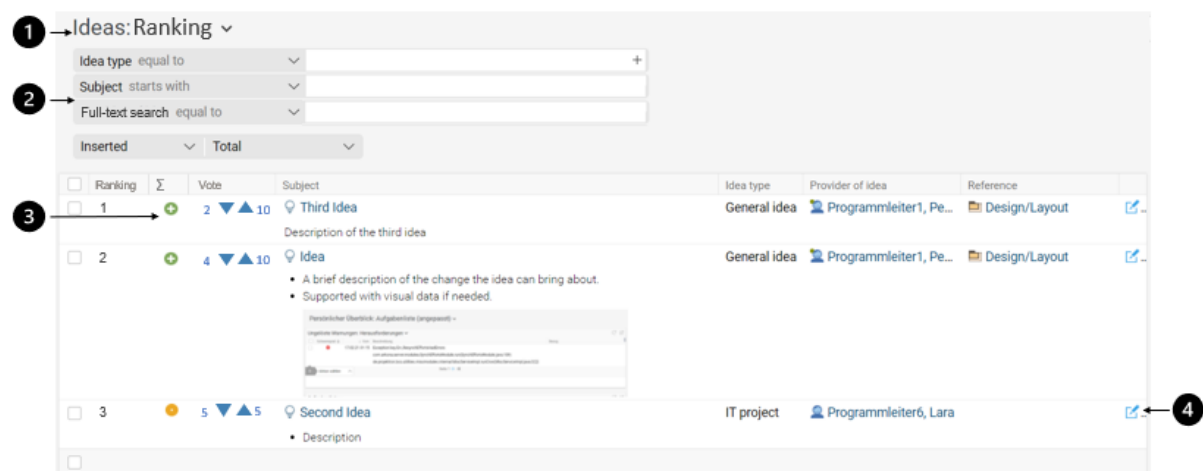 1 Ideas: Ranking
Idea type equal to +
2 Subject starts with
Full-text search equal to
Inserted Total
Ranking Σ Vote Subject Idea type Provider of idea Reference
3 1 2 10 Third Idea General idea Programmleiter1, Pe... Design/Layout
Description of the third idea
2 4 10 Idea General idea Programmleiter1, Pe... Design/Layout
• A brief description of the change the idea can bring about.
• Supported with visual data if needed.
Persönlicher Überblick: Aufgabenliste (angepasst)
3 5 5 Second Idea IT project Programmleiter6, Lara 4
• Description